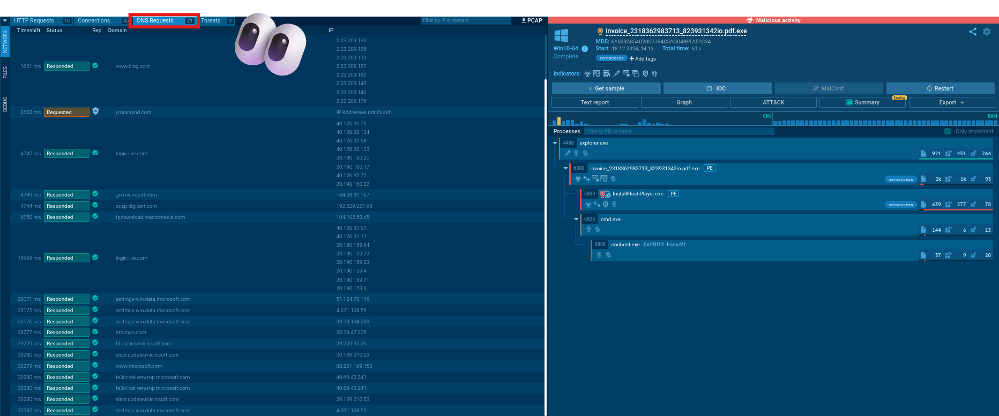 HTTP Requests 10 Connections 45 DNS Requests 21 Threats 9 Filter by IP or domain PCAP
Timeshift Status Rep Domain IP
NETWORK
FILES
DEBUG
2.23.209.130
2.23.209.185
2.23.209.133
1631 ms Responded www.bing.com 2.23.209.187
2.23.209.182
2.23.209.149
2.23.209.140
2.23.209.179
2632 ms Requested j.maxmind.com IP Addresses not found
40.126.32.76
40.126.32.134
40.126.32.68
40.126.32.133
4742 ms Responded login.live.com 20.190.160.20
20.190.160.17
40.126.32.72
20.190.160.22
4743 ms Responded go.microsoft.com 184.28.89.167
4744 ms Responded ocsp.digicert.com 192.229.221.95
6750 ms Responded fpdownload.macromedia.com 104.102.58.45
40.126.31.67
40.126.31.71
20.190.159.64
20.190.159.73
15969 ms Responded login.live.com 20.190.159.23
20.190.159.4
20.190.159.71
20.190.159.0
20071 ms Responded settings-win.data.microsoft.com 51.124.78.146
25175 ms Responded settings-win.data.microsoft.com 4.231.128.59
26176 ms Responded settings-win.data.microsoft.com 20.73.194.208
28277 ms Responded arc.msn.com 20.74.47.205
29279 ms Responded fd.api.iris.microsoft.com 20.223.35.26
29280 ms Responded slscr.update.microsoft.com 20.109.210.53
30279 ms Responded www.microsoft.com 88.221.169.152
30280 ms Responded fe3cr.delivery.mp.microsoft.com 40.69.42.241
30280 ms Responded fe3cr.delivery.mp.microsoft.com 40.69.42.241
30280 ms Responded slscr.update.microsoft.com 20.109.210.53
32382 ms Responded settings-win.data.microsoft.com 4.231.128.59
Malicious activity
invoice_2318362983713_823931342io.pdf.exe
MD5: EA039A854D20D7734C5ADD48F1A51C34
Win10-64 Start: 18.12.2024, 14:13 Total time: 60 s
Complete zeroaccess + Add tags
Indicators:
Get sample IOC MalConf Restart
Text report Graph ATT&CK AI Summary beta Export
CPU RAM
Processes Filter by PID or name Only important
4488 explorer.exe
921 451 264
6380 invoice_2318362983713_823931342io.pdf.exe PE
zeroaccess 2k 1k 93
6800 InstallFlashPlayer.exe PE
zeroaccess 639 577 78
6828 cmd.exe
144 6 13
6848 conhost.exe 0xffffffff -ForceV1
37 9 20